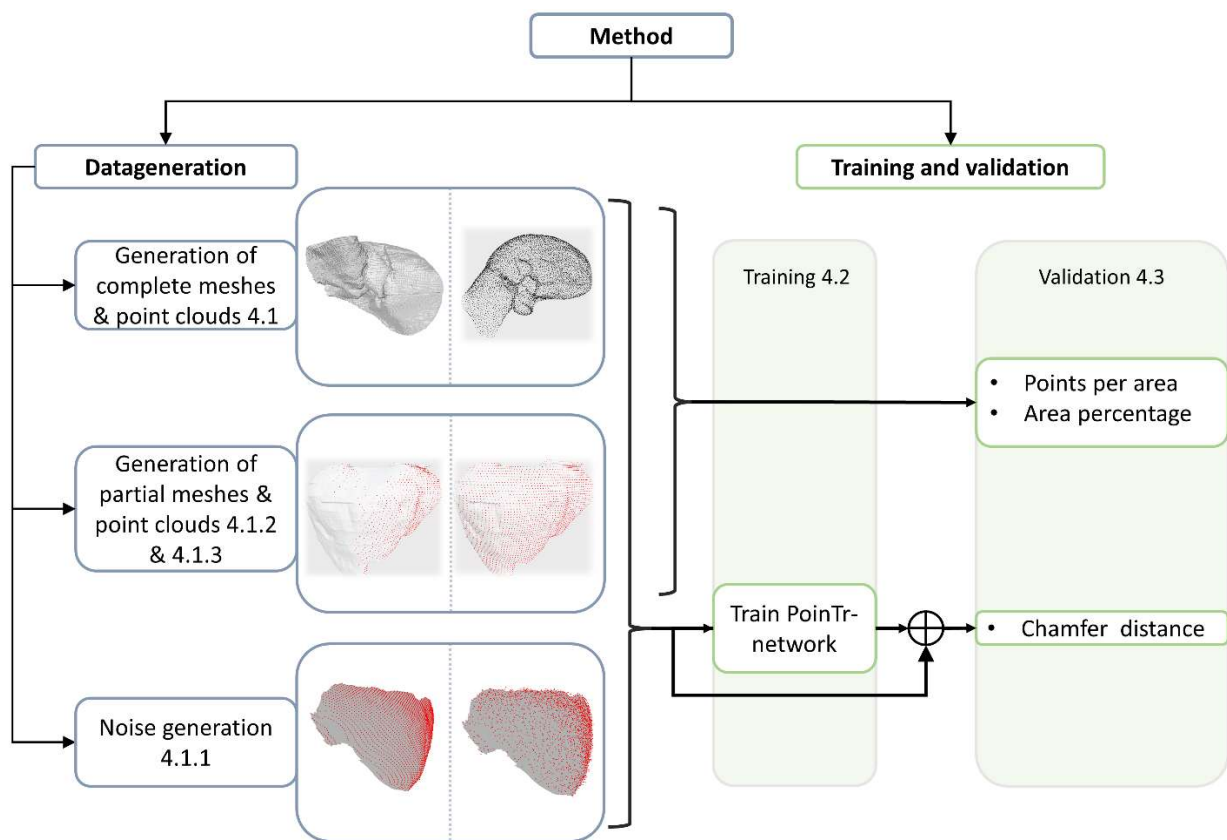 Method
Datageneration
Training and validation
Generation of
complete meshes
& point clouds 4.1
Generation of
partial meshes &
point clouds 4.1.2
& 4.1.3
Noise generation
4.1.1
Training 4.2
Validation 4.3
• Points per area
• Area percentage
Train PoinTr-
network
• Chamfer distance